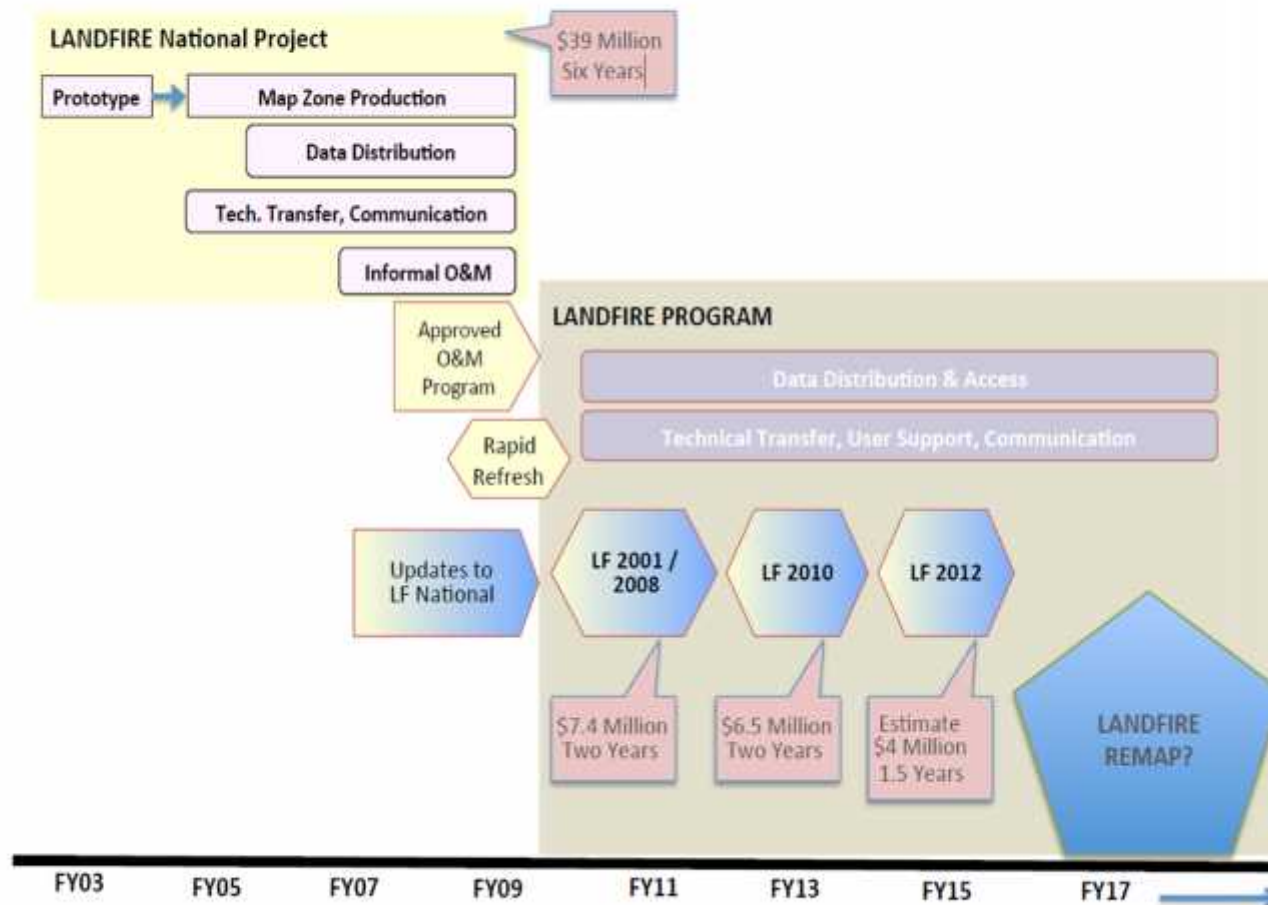 LANDFIRE National Project
$39 Million
Six Years
Prototype
Map Zone Production
Data Distribution
Tech. Transfer, Communication
Informal O&M
Approved
O&M
Program
LANDFIRE PROGRAM
Data Distribution & Access
Rapid
Refresh
Technical Transfer, User Support, Communication
Updates to
LF National
LF 2001 /
2008
LF 2010
LF 2012
$7.4 Million
Two Years
$6.5 Million
Two Years
Estimate
$4 Million
1.5 Years
LANDFIRE
REMAP?
FY03
FY05
FY07
FY09
FY11
FY13
FY15
FY17